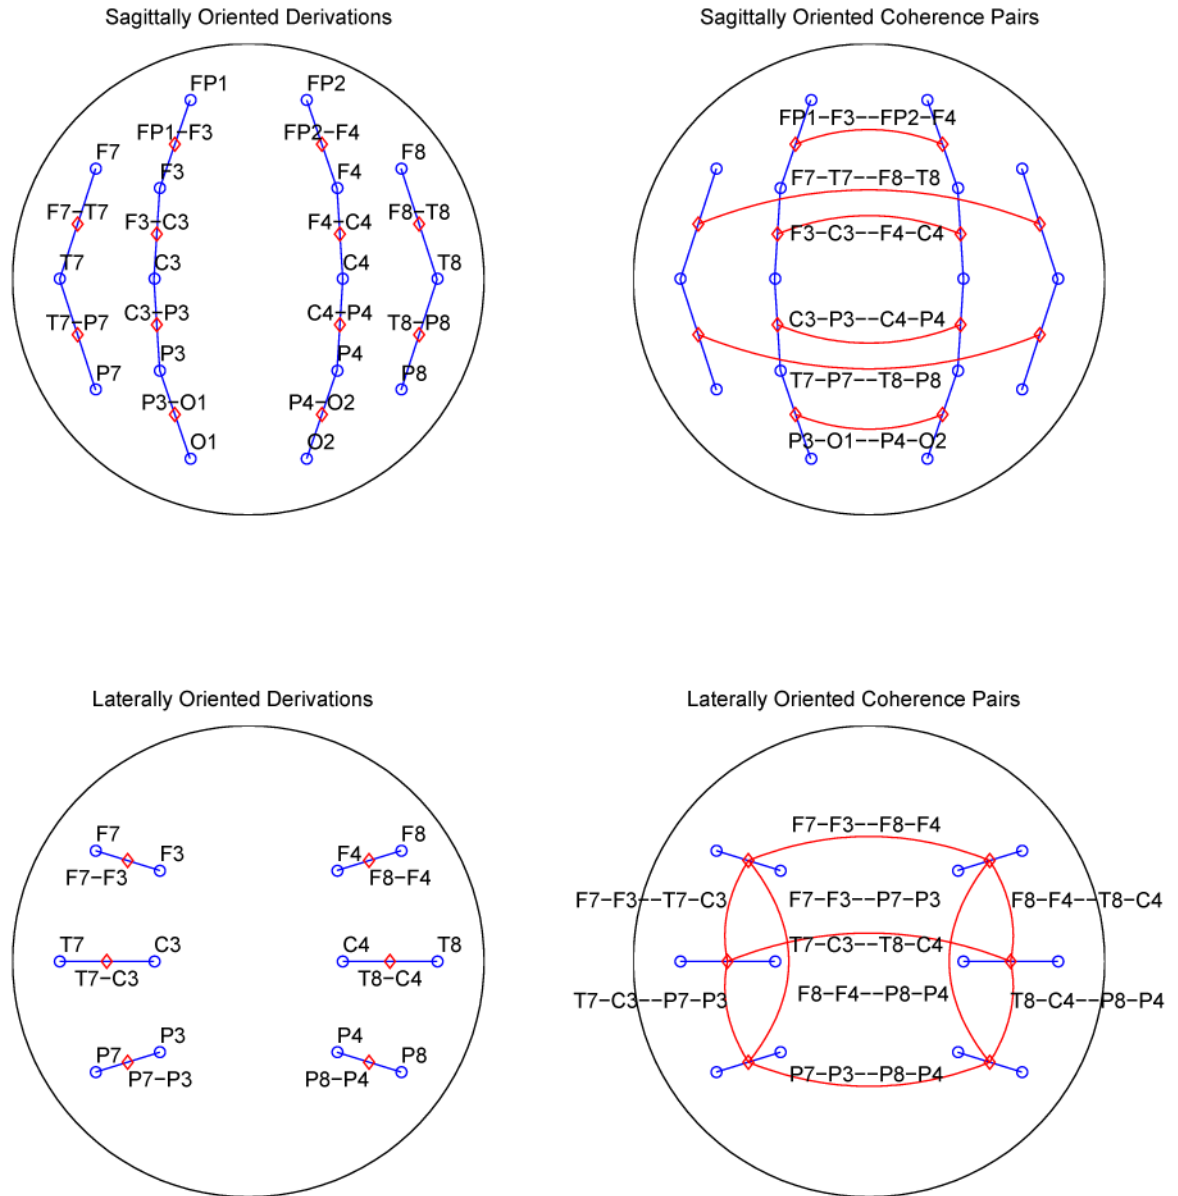 Sagittally Oriented Derivations
FP1
FP2
FP1-F3
FP2-F4
F7
F8
F3
F4
F7-T7
F3-C3
F4-C4
F8-T8
T7
C3
C4
T8
T7-P7
C3-P3
C4-P4
T8-P8
P3
P4
P7
P8
P3-O1
P4-O2
O1
O2
Sagittally Oriented Coherence Pairs
FP1-F3--FP2-F4
F7-T7--F8-T8
F3-C3--F4-C4
C3-P3--C4-P4
T7-P7--T8-P8
P3-O1--P4-O2
Laterally Oriented Derivations
F7
F8
F3
F4
F7-F3
F8-F4
T7
C3
C4
T8
T7-C3
T8-C4
P3
P4
P7
P8
P7-P3
P8-P4
Laterally Oriented Coherence Pairs
F7-F3--F8-F4
F7-F3--T7-C3
F7-F3--P7-P3
F8-F4--T8-C4
T7-C3--T8-C4
T7-C3--P7-P3
F8-F4--P8-P4
T8-C4--P8-P4
P7-P3--P8-P4